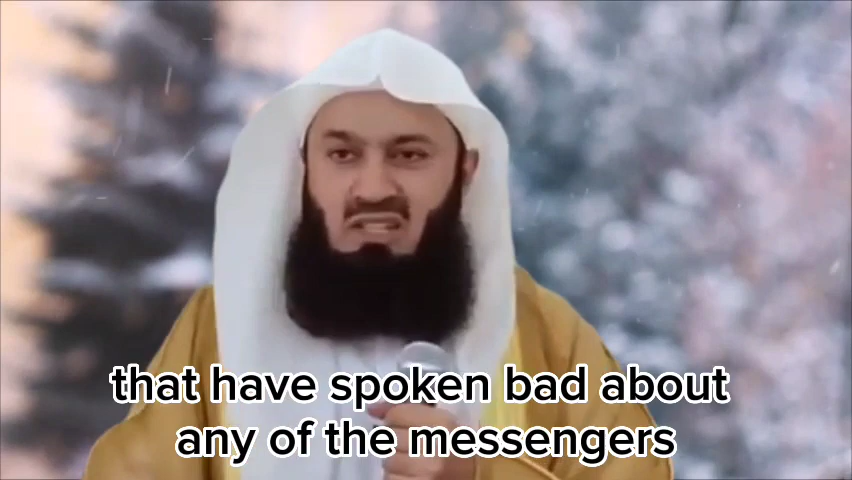 that have spoken bad about
any of the messengers